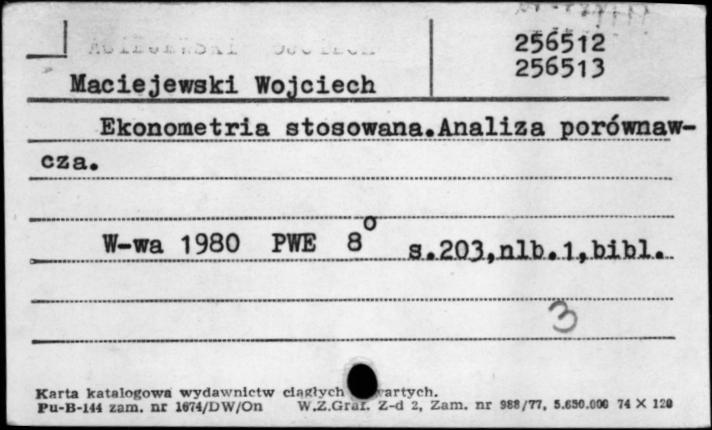 256512
256513
Maciejewski Wojciech
Ekonometria stosowana.Analiza porównaw-
cza.
W-wa 1980 PWE 8o s.203,nlb.1,bibl.
3
Karta katalogowa wydawnictw ciągłych
Pu-B-144 zam. nr 1674/DW/On W.Z.Graf. Z-d 2, Zam. nr 988/77, 5.650.000 74 X 120